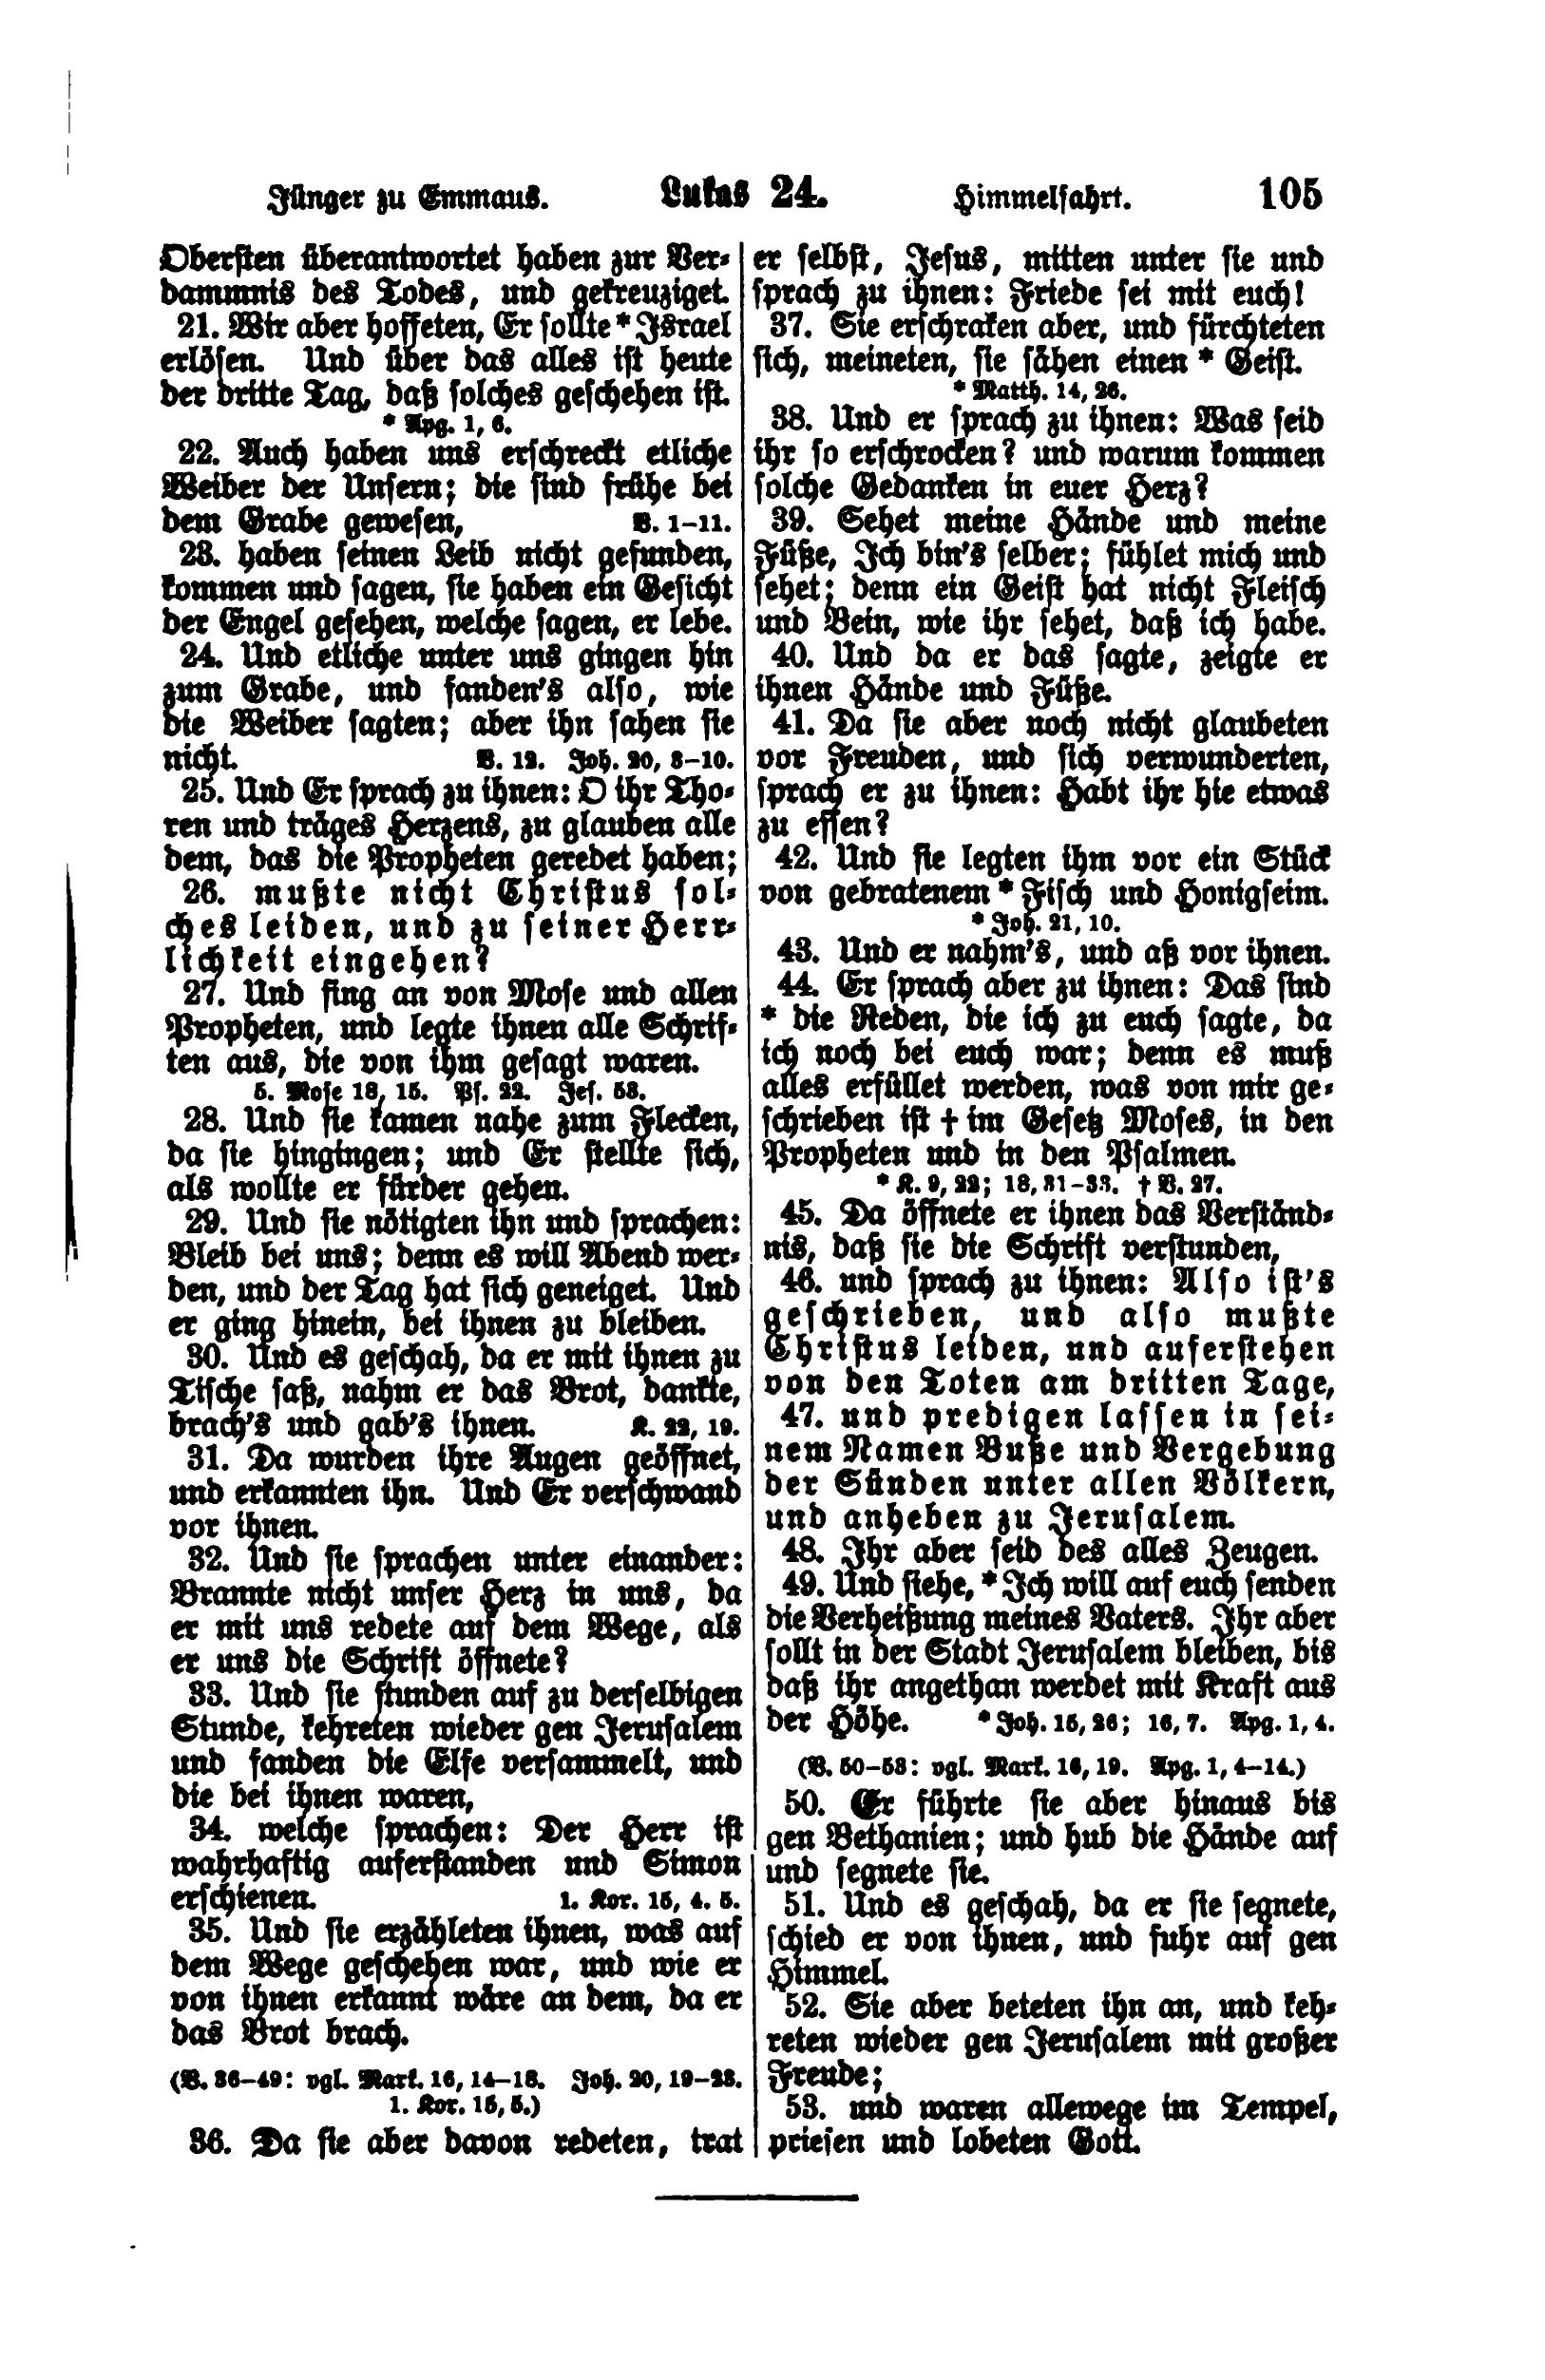 Jünger zu Emmaus. Lukas 24. Himmelfahrt. 105
Obersten überantwortet haben zur Ver-
dammnis des Todes, und gekreuziget.
21. Wir aber hoffeten, Er sollte * Israel
erlösen. Und über das alles ist heute
der dritte Tag, daß solches geschehen ist.
* Apg. 1, 6.
22. Auch haben uns erschreckt etliche
Weiber der Unsern; die sind frühe bei
dem Grabe gewesen, V. 1–11.
23. haben seinen Leib nicht gefunden,
kommen und sagen, sie haben ein Gesicht
der Engel gesehen, welche sagen, er lebe.
24. Und etliche unter uns gingen hin
zum Grabe, und fanden's also, wie
die Weiber sagten; aber ihn sahen sie
nicht. V. 12. Joh. 20, 3–10.
25. Und Er sprach zu ihnen: O ihr Tho-
ren und träges Herzens, zu glauben alle
dem, das die Propheten geredet haben;
26. mußte nicht Christus sol-
ches leiden, und zu seiner Herr-
lichkeit eingehen?
27. Und fing an von Mose und allen
Propheten, und legte ihnen alle Schrif-
ten aus, die von ihm gesagt waren.
5. Mose 18, 15. Ps. 22. Jes. 53.
28. Und sie kamen nahe zum Flecken,
da sie hingingen; und Er stellte sich,
als wollte er fürder gehen.
29. Und sie nötigten ihn und sprachen:
Bleib bei uns; denn es will Abend wer-
den, und der Tag hat sich geneiget. Und
er ging hinein, bei ihnen zu bleiben.
30. Und es geschah, da er mit ihnen zu
Tische saß, nahm er das Brot, dankte,
brach's und gab's ihnen. K. 22, 19.
31. Da wurden ihre Augen geöffnet,
und erkannten ihn. Und Er verschwand
vor ihnen.
32. Und sie sprachen unter einander:
Brannte nicht unser Herz in uns, da
er mit uns redete auf dem Wege, als
er uns die Schrift öffnete?
33. Und sie stunden auf zu derselbigen
Stunde, kehreten wieder gen Jerusalem
und fanden die Elfe versammelt, und
die bei ihnen waren,
34. welche sprachen: Der Herr ist
wahrhaftig auferstanden und Simon
erschienen. 1. Kor. 15, 4. 5.
35. Und sie erzähleten ihnen, was auf
dem Wege geschehen war, und wie er
von ihnen erkannt wäre an dem, da er
das Brot brach.
(V. 36–49: vgl. Mark. 16, 14–18. Joh. 20, 19–23.
1. Kor. 15, 5.)
36. Da sie aber davon redeten, trat
er selbst, Jesus, mitten unter sie und
sprach zu ihnen: Friede sei mit euch!
37. Sie erschraken aber, und fürchteten
sich, meineten, sie sähen einen * Geist.
* Matth. 14, 26.
38. Und er sprach zu ihnen: Was seid
ihr so erschrocken? und warum kommen
solche Gedanken in euer Herz?
39. Sehet meine Hände und meine
Füße, Ich bin's selber; fühlet mich und
sehet; denn ein Geist hat nicht Fleisch
und Bein, wie ihr sehet, daß ich habe.
40. Und da er das sagte, zeigte er
ihnen Hände und Füße.
41. Da sie aber noch nicht glaubeten
vor Freuden, und sich verwunderten,
sprach er zu ihnen: Habt ihr hie etwas
zu essen?
42. Und sie legten ihm vor ein Stück
von gebratenem * Fisch und Honigseim.
* Joh. 21, 10.
43. Und er nahm's, und aß vor ihnen.
44. Er sprach aber zu ihnen: Das sind
* die Reden, die ich zu euch sagte, da
ich noch bei euch war; denn es muß
alles erfüllet werden, was von mir ge-
schrieben ist † im Gesetz Moses, in den
Propheten und in den Psalmen.
* K. 9, 22; 18, 31–33. † V. 27.
45. Da öffnete er ihnen das Verständ-
nis, daß sie die Schrift verstunden,
46. und sprach zu ihnen: Also ist's
geschrieben, und also mußte
Christus leiden, und auferstehen
von den Toten am dritten Tage,
47. und predigen lassen in sei-
nem Namen Buße und Vergebung
der Sünden unter allen Völkern,
und anheben zu Jerusalem.
48. Ihr aber seid des alles Zeugen.
49. Und siehe, * Ich will auf euch senden
die Verheißung meines Vaters. Ihr aber
sollt in der Stadt Jerusalem bleiben, bis
daß ihr angethan werdet mit Kraft aus
der Höhe. * Joh. 15, 26; 16, 7. Apg. 1, 4.
(V. 50–53: vgl. Mark. 16, 19. Apg. 1, 4–14.)
50. Er führte sie aber hinaus bis
gen Bethanien; und hub die Hände auf
und segnete sie.
51. Und es geschah, da er sie segnete,
schied er von ihnen, und fuhr auf gen
Himmel.
52. Sie aber beteten ihn an, und keh-
reten wieder gen Jerusalem mit großer
Freude;
53. und waren allewege im Tempel,
priesen und lobeten Gott.